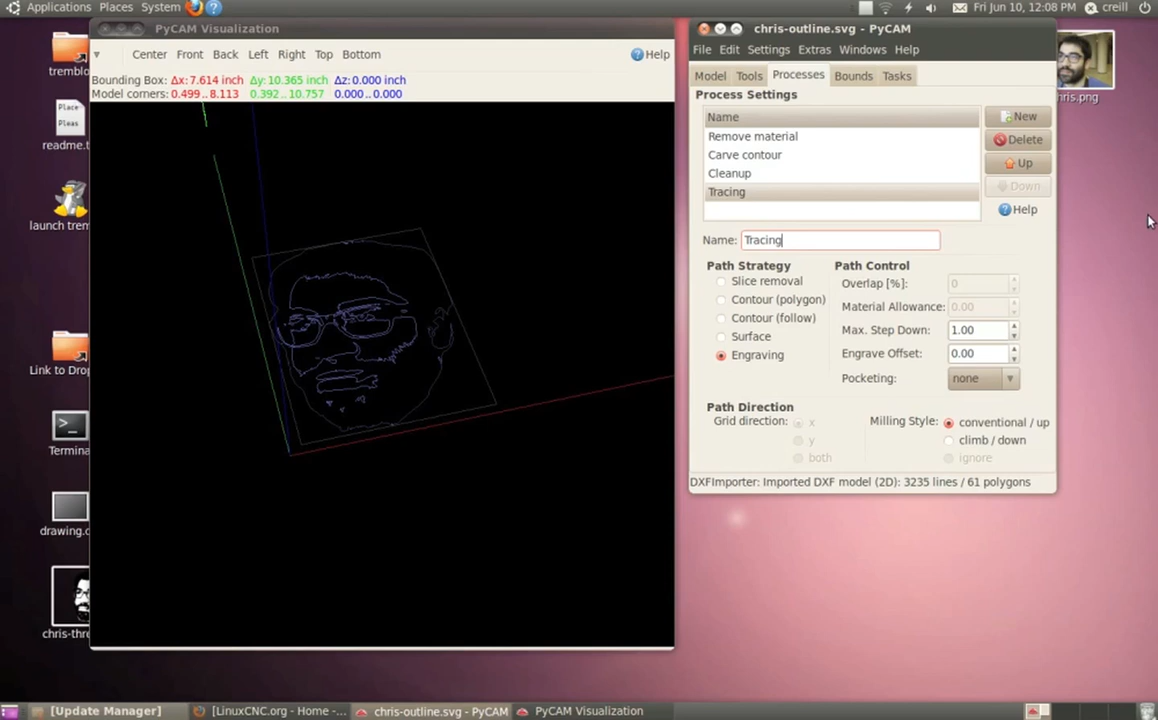 Applications Places System
Fri Jun 10, 12:08 PM creill
PyCAM Visualization
Center Front Back Left Right Top Bottom Help
Bounding Box: Δx: 7.614 inch Δy: 10.365 inch Δz: 0.000 inch
Model corners: 0.499 .. 8.113 0.392 .. 10.757 0.000 .. 0.000
chris-outline.svg - PyCAM
File Edit Settings Extras Windows Help
Model Tools Processes Bounds Tasks
Process Settings
Name
Remove material
Carve contour
Cleanup
Tracing
New
Delete
Up
Down
Help
Name: Tracing
Path Strategy
Slice removal
Contour (polygon)
Contour (follow)
Surface
Engraving
Path Control
Overlap [%]: 0
Material Allowance: 0.00
Max. Step Down: 1.00
Engrave Offset: 0.00
Pocketing: none
Path Direction
Grid direction: x
y
both
Milling Style: conventional / up
climb / down
ignore
DXFImporter: Imported DXF model (2D): 3235 lines / 61 polygons
tremblo
Place
Pleas
readme.t
launch trem
Link to Drop
>_
Termina
drawing.
chris-thre
hris.png
[Update Manager]
[LinuxCNC.org - Home -...
chris-outline.svg - PyCAM
PyCAM Visualization